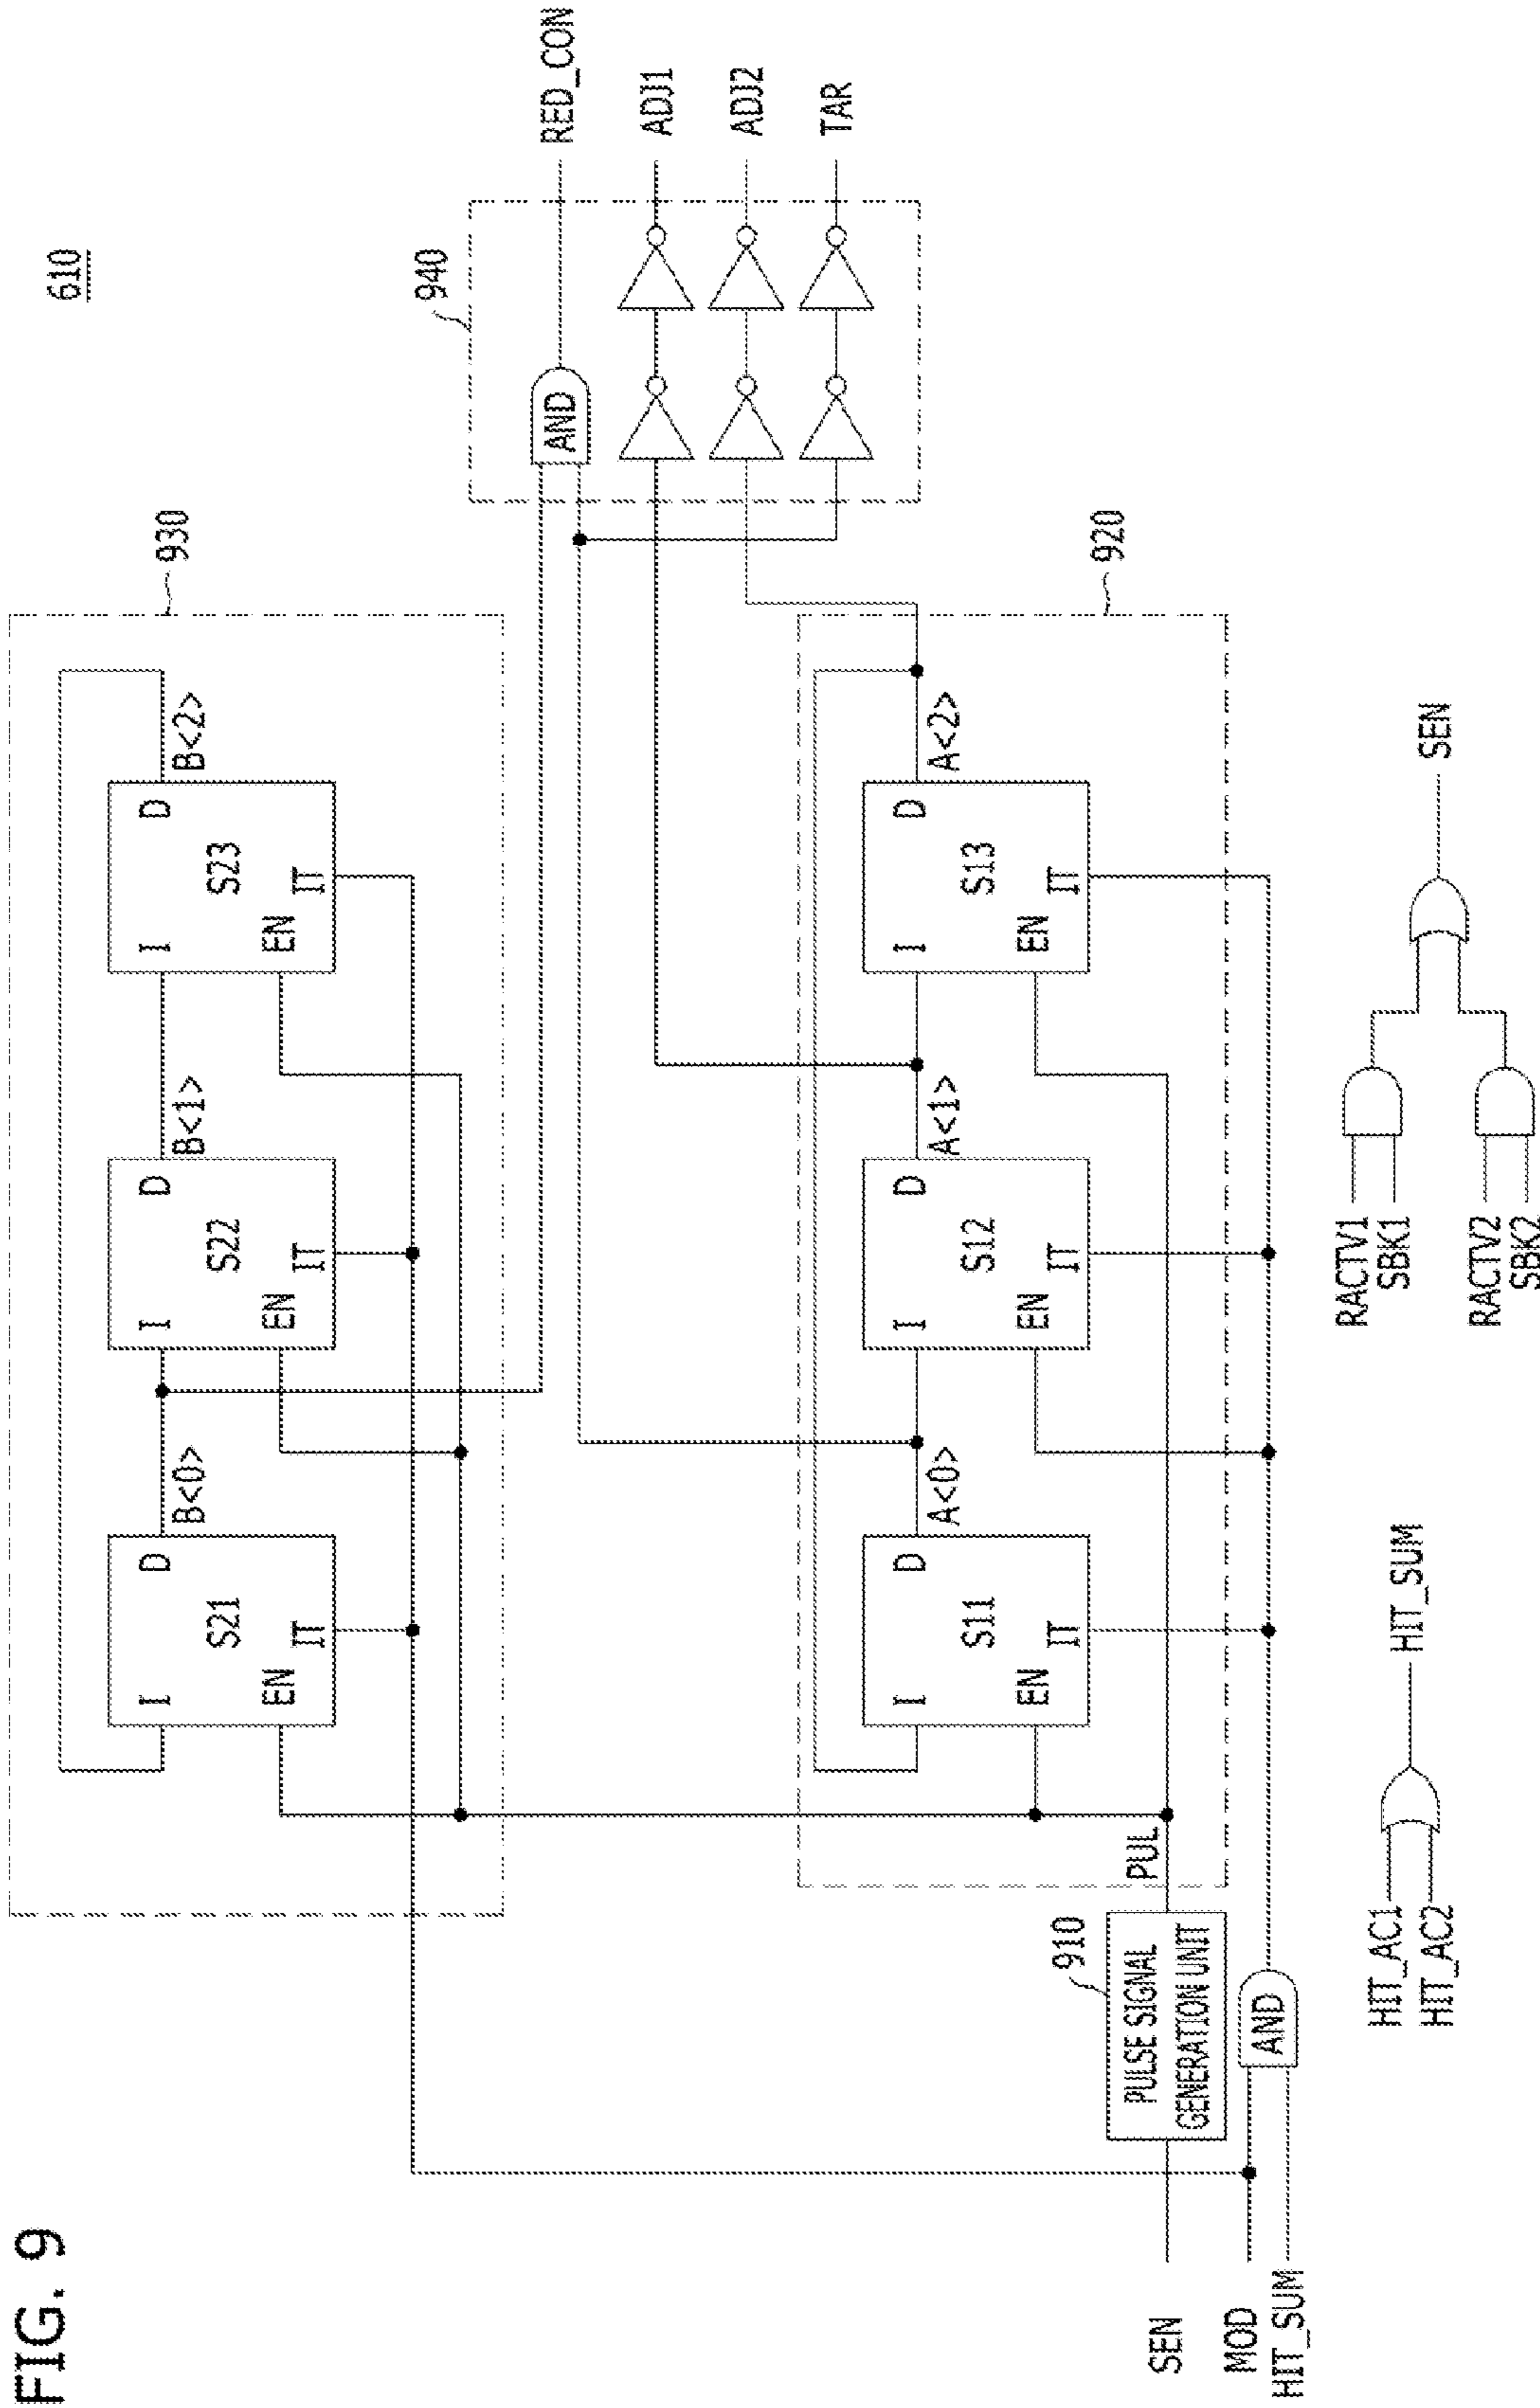 FIG. 9
610
930
B<0>
B<1>
B<2>
I
D
S21
EN
IT
I
D
S22
EN
IT
I
D
S23
EN
IT
940
AND
RED_CON
ADJ1
ADJ2
TAR
920
A<0>
A<1>
A<2>
I
D
S11
EN
IT
I
D
S12
EN
IT
I
D
S13
EN
IT
910
PUL
PULSE SIGNAL
GENERATION UNIT
SEN
MOD
HIT_SUM
AND
HIT_AC1
HIT_AC2
HIT_SUM
RACTV1
SBK1
RACTV2
SBK2
SEN